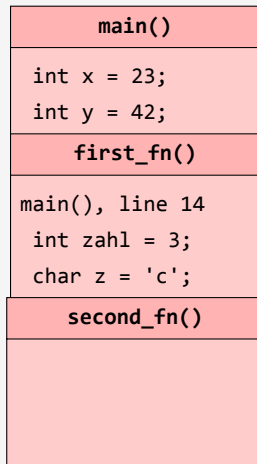 main()
int x = 23;
int y = 42;
first_fn()
main(), line 14
int zahl = 3;
char z = 'c';
second_fn()